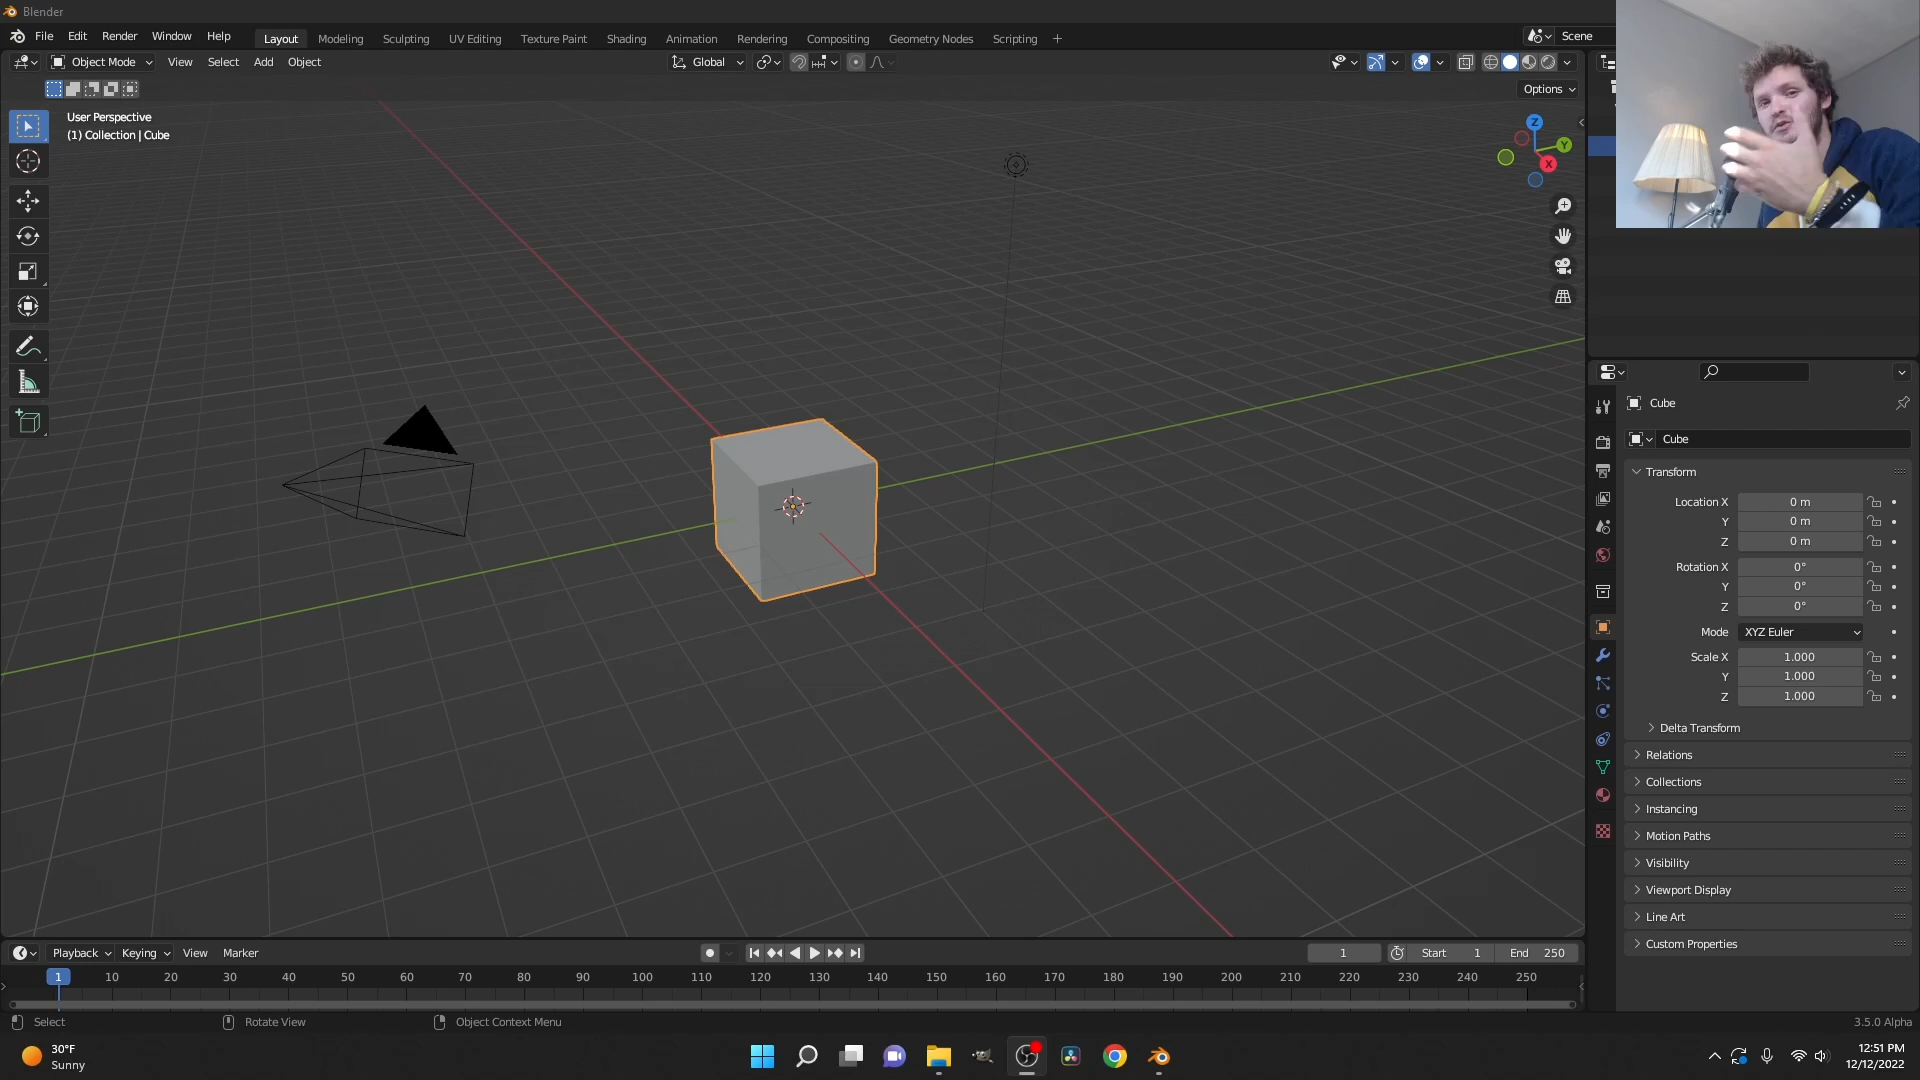 Blender
File Edit Render Window Help Layout Modeling Sculpting UV Editing Texture Paint Shading Animation Rendering Compositing Geometry Nodes Scripting + Scene
Object Mode View Select Add Object Global
Options
User Perspective
(1) Collection | Cube
Z
Y
X
Cube
Cube
Transform
Location X 0 m
Y 0 m
Z 0 m
Rotation X 0°
Y 0°
Z 0°
Mode XYZ Euler
Scale X 1.000
Y 1.000
Z 1.000
Delta Transform
Relations
Collections
Instancing
Motion Paths
Visibility
Viewport Display
Line Art
Custom Properties
Playback Keying View Marker 1 Start 1 End 250
1 10 20 30 40 50 60 70 80 90 100 110 120 130 140 150 160 170 180 190 200 210 220 230 240 250
Select Rotate View Object Context Menu 3.5.0 Alpha
30°F
Sunny
12:51 PM
12/12/2022